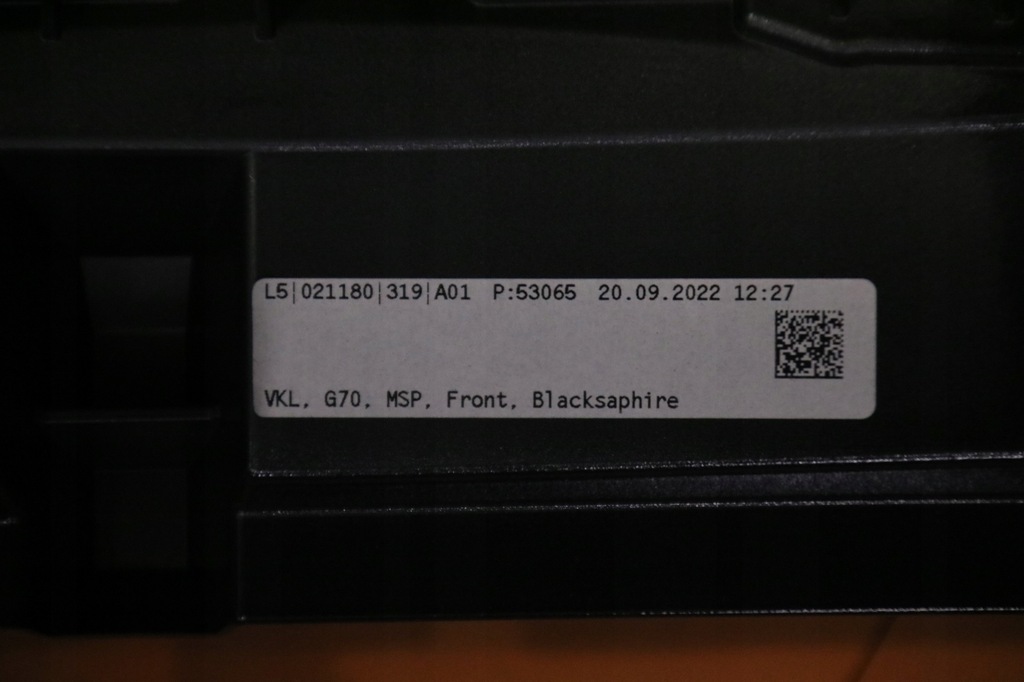 L5|021180|319|A01 P:53065 20.09.2022 12:27
VKL, G70, MSP, Front, Blacksaphire